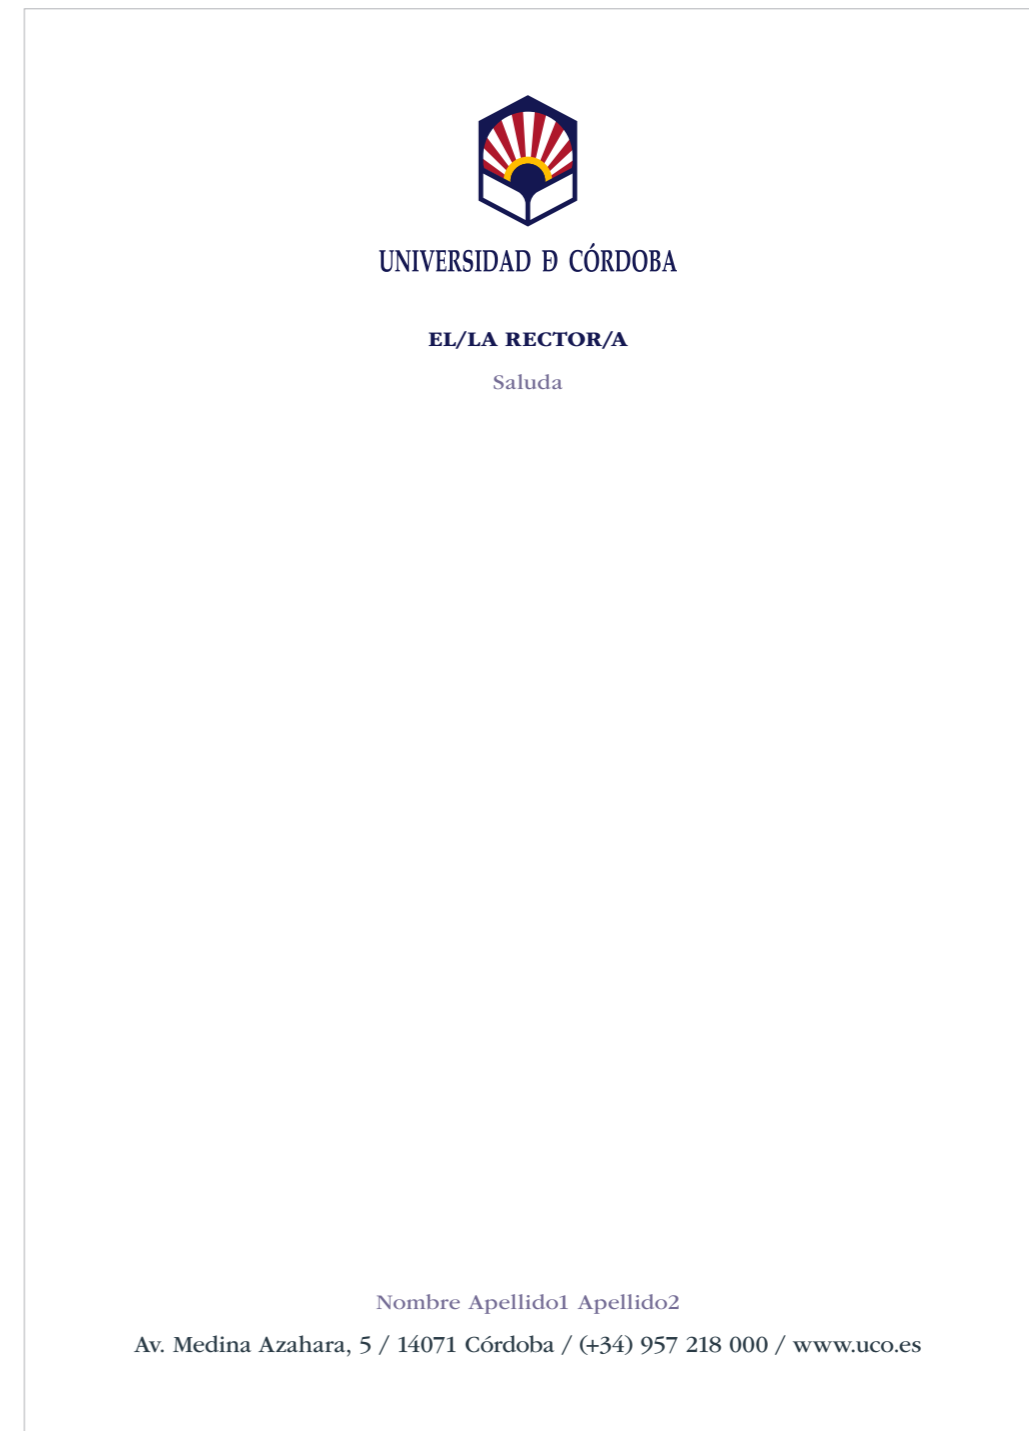 UNIVERSIDAD Đ CÓRDOBA
EL/LA RECTOR/A
Saluda
Nombre Apellido1 Apellido2
Av. Medina Azahara, 5 / 14071 Córdoba / (+34) 957 218 000 / www.uco.es